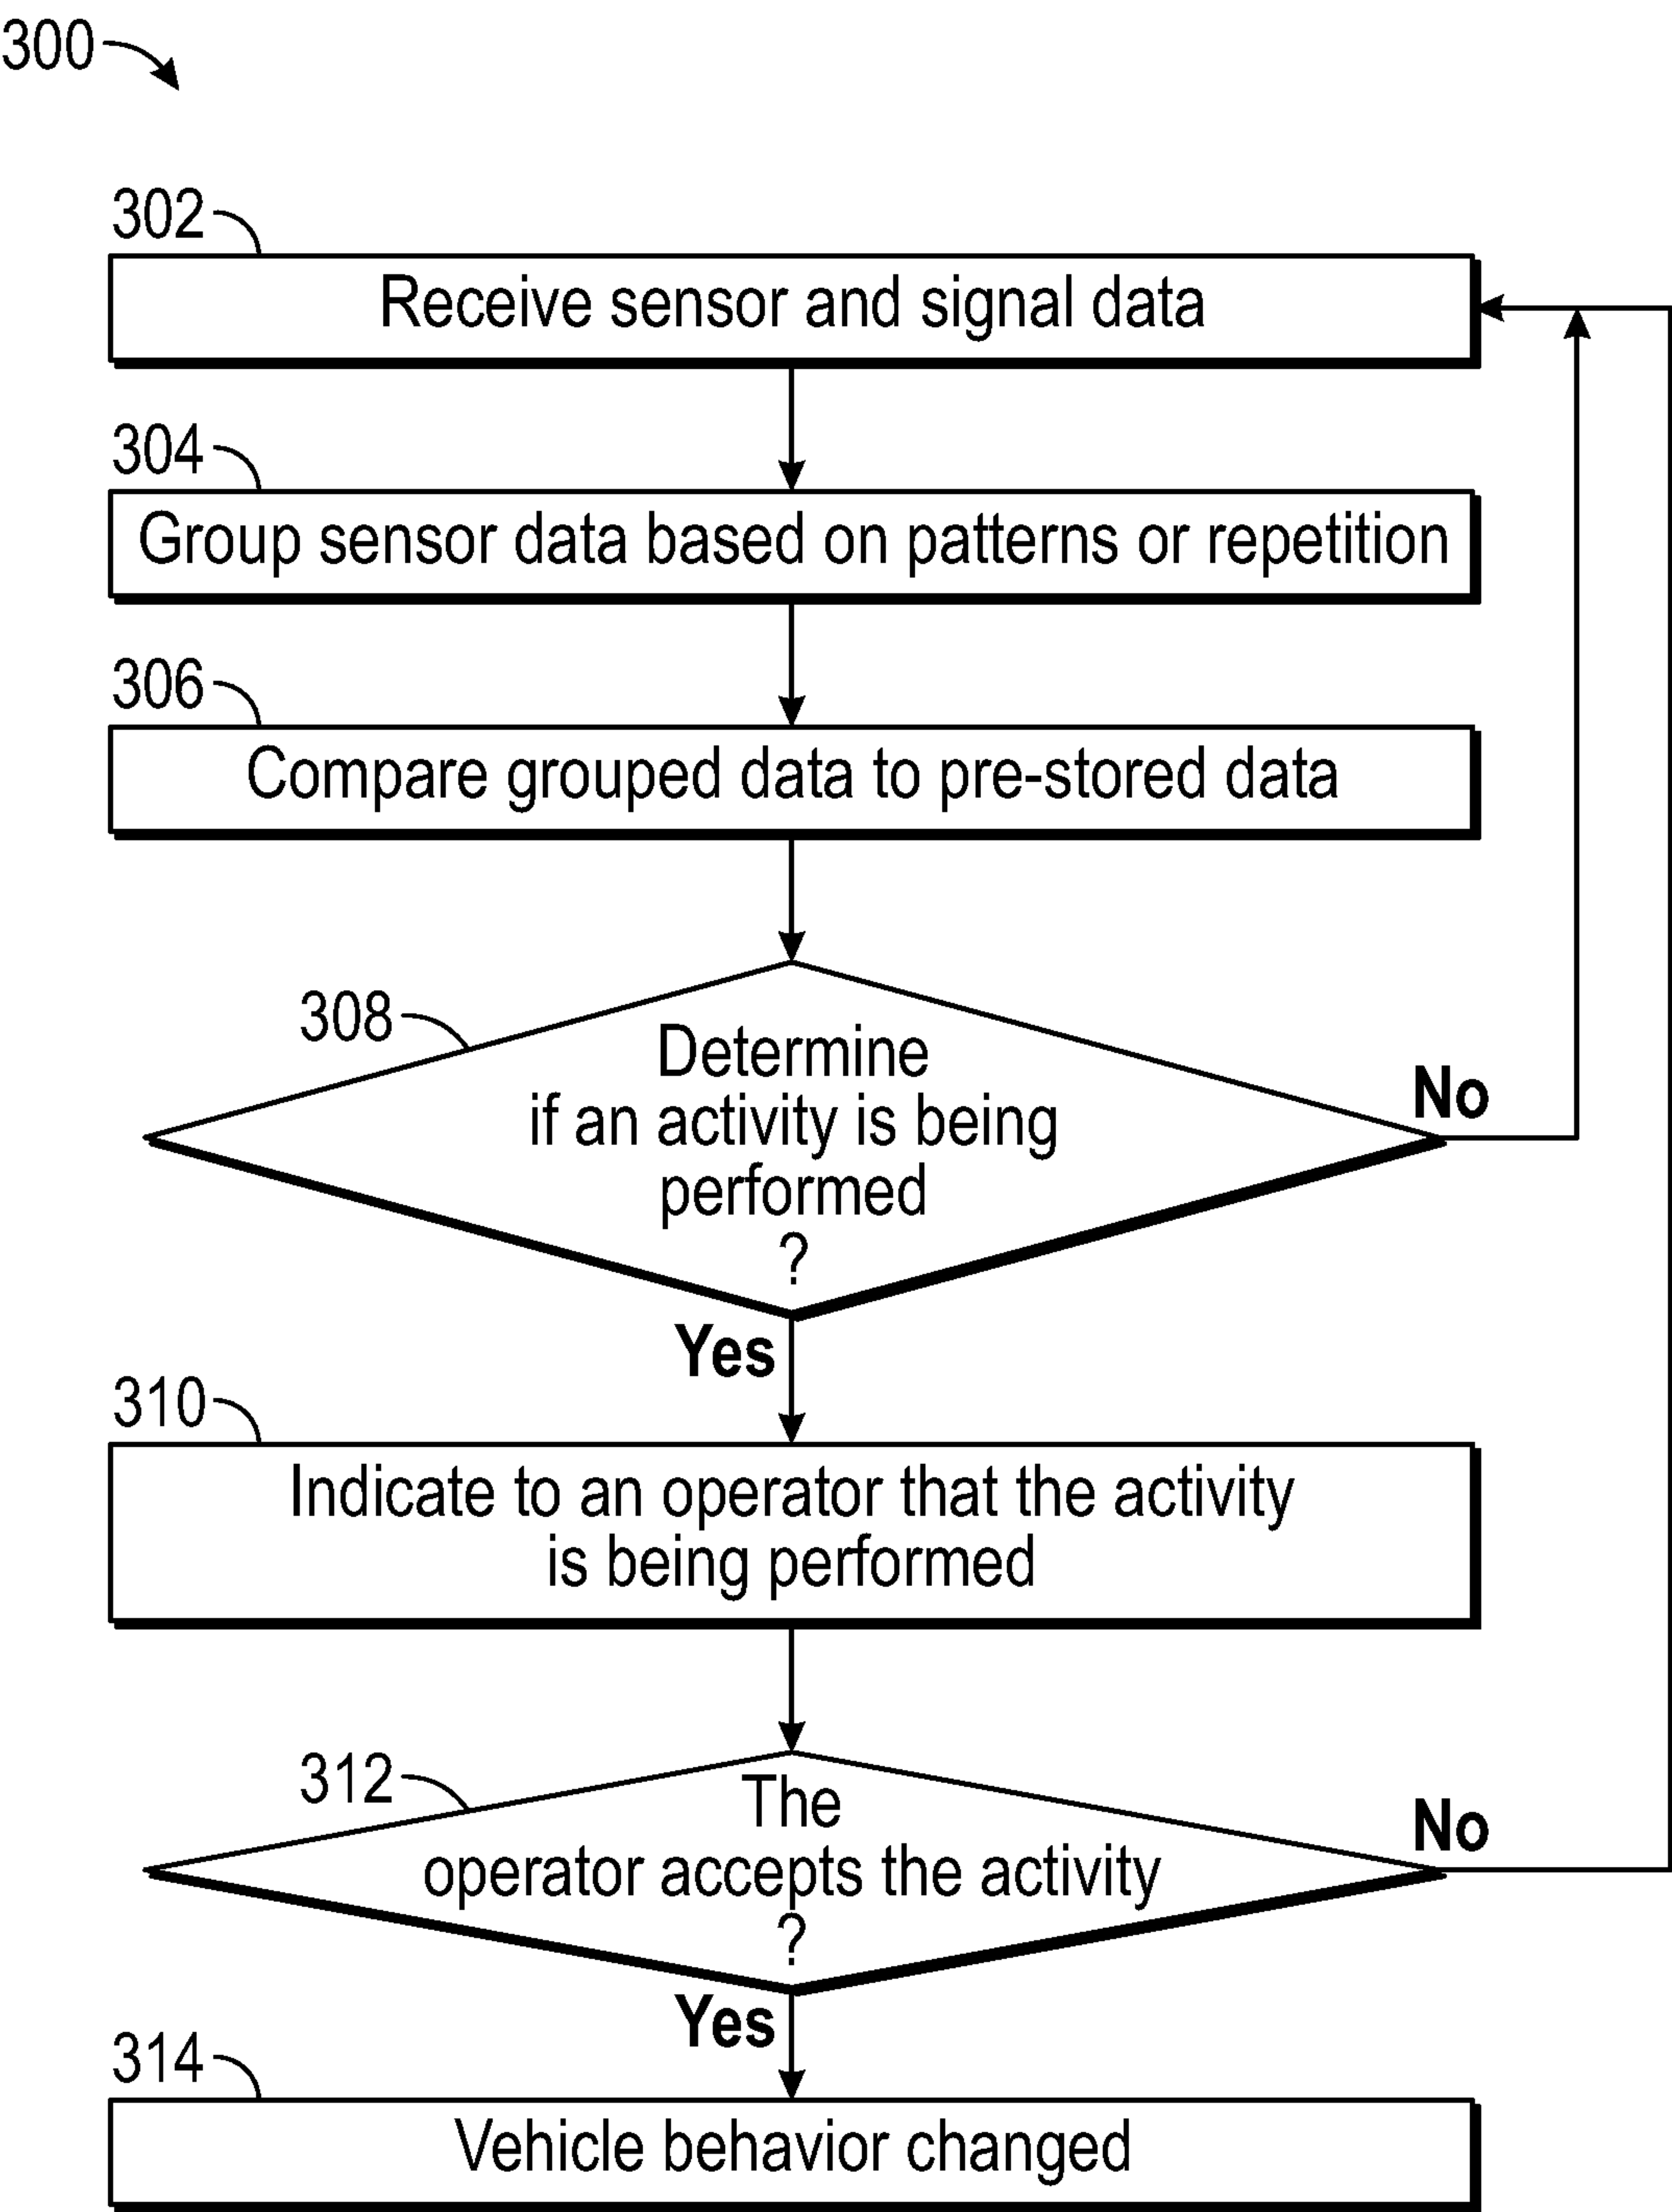 300
302
Receive sensor and signal data
304
Group sensor data based on patterns or repetition
306
Compare grouped data to pre-stored data
308
Determine
if an activity is being
performed
?
No
Yes
310
Indicate to an operator that the activity
is being performed
312
The
operator accepts the activity
?
No
Yes
314
Vehicle behavior changed